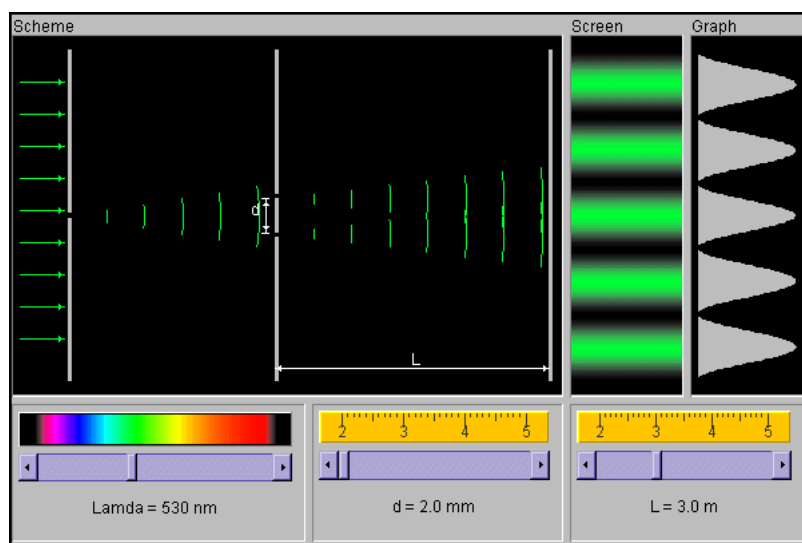 Scheme
Screen
Graph
d
L
2 3 4 5
2 3 4 5
Lamda = 530 nm
d = 2.0 mm
L = 3.0 m